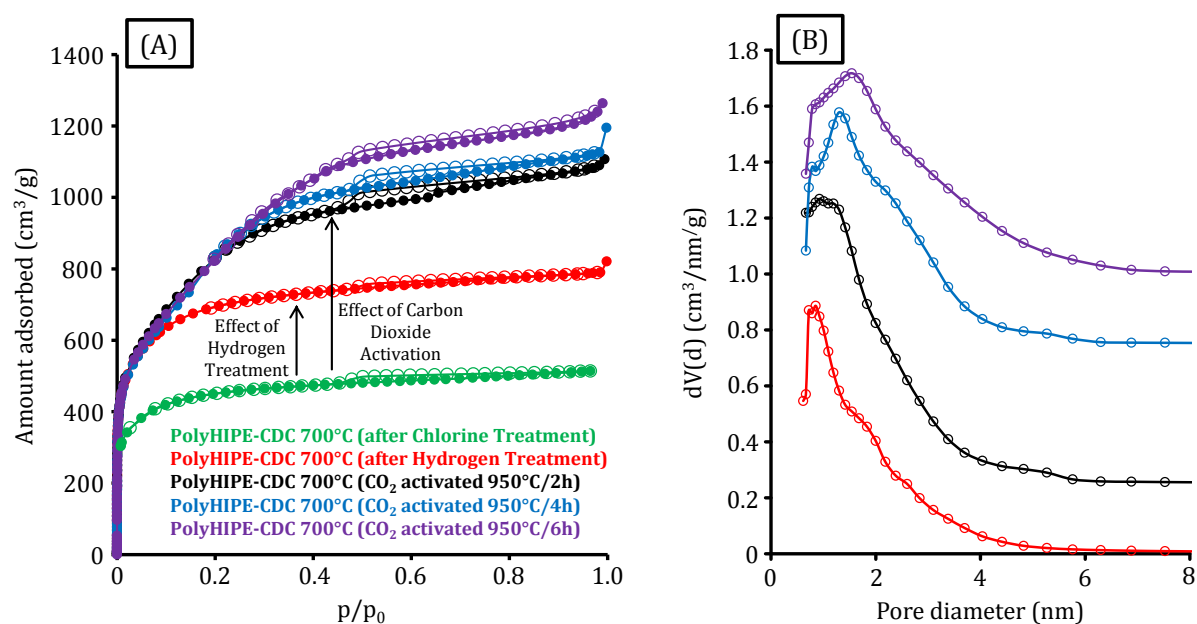 (A)
Amount adsorbed (cm³/g)
1400
1200
1000
800
600
400
200
0
Effect of
Hydrogen
Treatment
Effect of Carbon
Dioxide
Activation
PolyHIPE-CDC 700°C (after Chlorine Treatment)
PolyHIPE-CDC 700°C (after Hydrogen Treatment)
PolyHIPE-CDC 700°C (CO₂ activated 950°C/2h)
PolyHIPE-CDC 700°C (CO₂ activated 950°C/4h)
PolyHIPE-CDC 700°C (CO₂ activated 950°C/6h)
0 0.2 0.4 0.6 0.8 1.0
p/p₀
(B)
dV(d) (cm³/nm/g)
1.8
1.6
1.4
1.2
1.0
0.8
0.6
0.4
0.2
0.0
0 2 4 6 8
Pore diameter (nm)